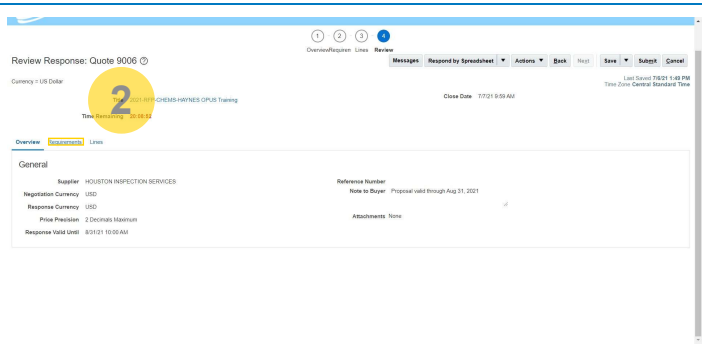 1 2 3 4
Overview Requiren Lines Review
Review Response: Quote 9006 ?
Messages Respond by Spreadsheet Actions Back Next Save Submit Cancel
Currency = US Dollar
Last Saved 7/6/21 1:49 PM
Time Zone Central Standard Time
2
Title 2021-RFP-CHEMS-HAYNES OPUS Training
Close Date 7/7/21 9:59 AM
Time Remaining
Overview Requirements Lines
General
Supplier HOUSTON INSPECTION SERVICES
Reference Number
Negotiation Currency USD
Note to Buyer Proposal valid through Aug 31, 2021
Response Currency USD
Price Precision 2 Decimals Maximum
Attachments None
Response Valid Until 8/31/21 10:00 AM